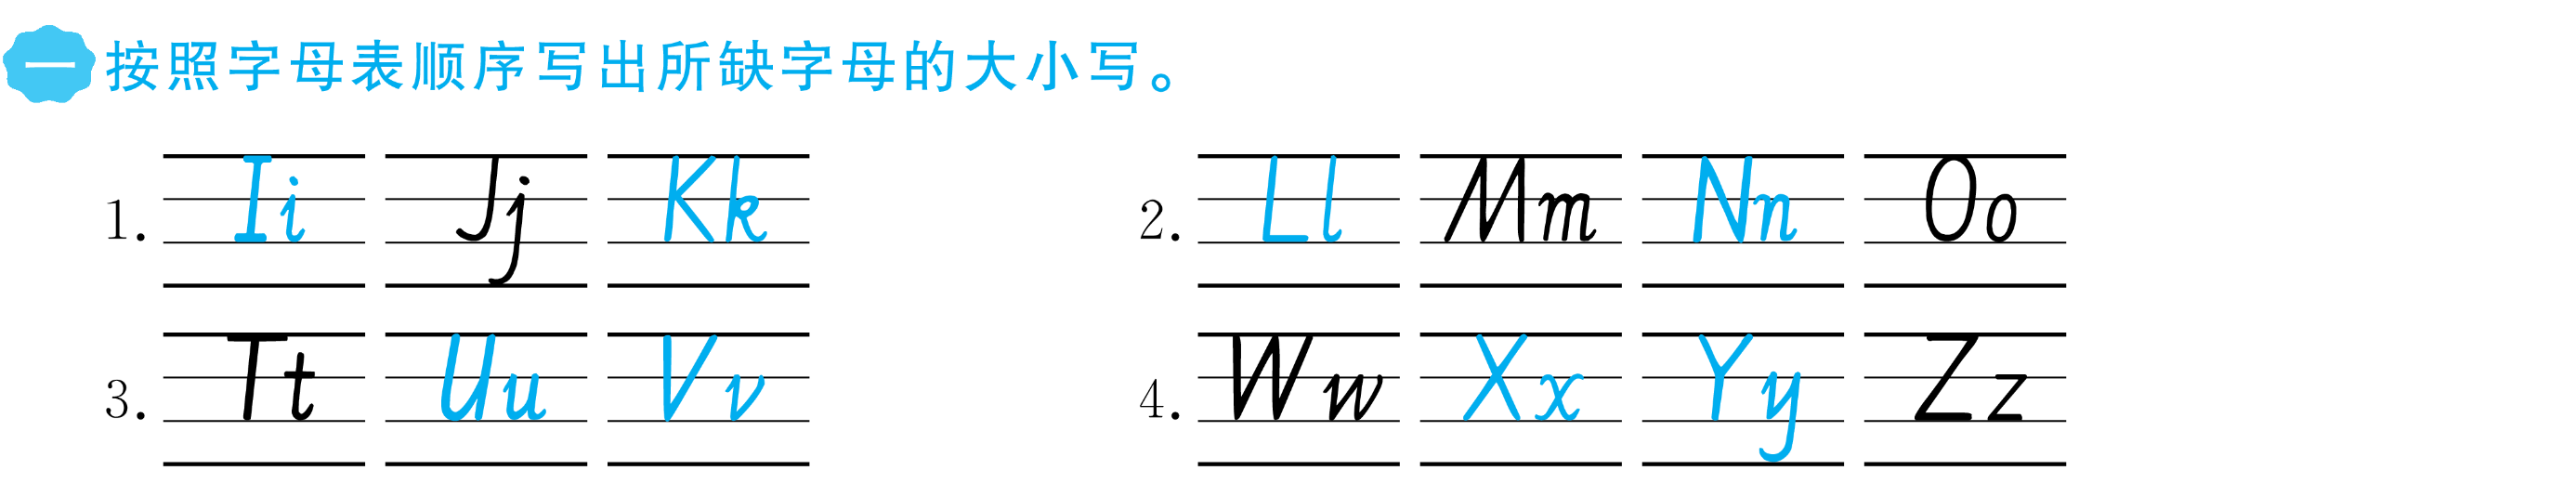 一 按照字母表顺序写出所缺字母的大小写。
1. Ii Jj Kk 2. Ll Mm Nn Oo
3. Tt Uu Vv 4. Ww Xx Yy Zz